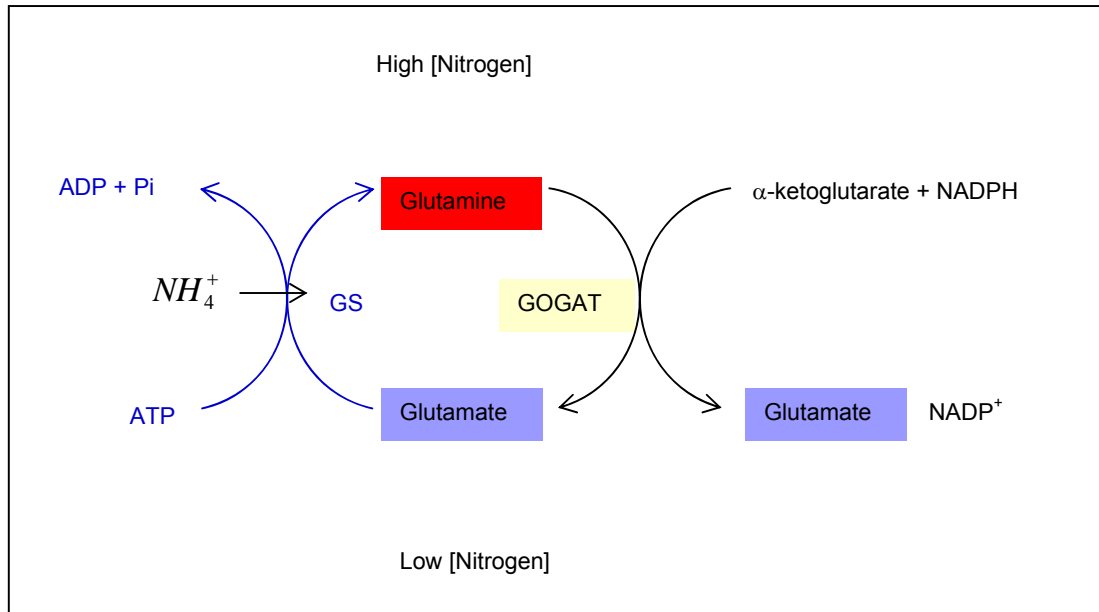 High [Nitrogen]
ADP + Pi
Glutamine
α-ketoglutarate + NADPH
NH₄⁺
GS
GOGAT
ATP
Glutamate
Glutamate
NADP⁺
Low [Nitrogen]